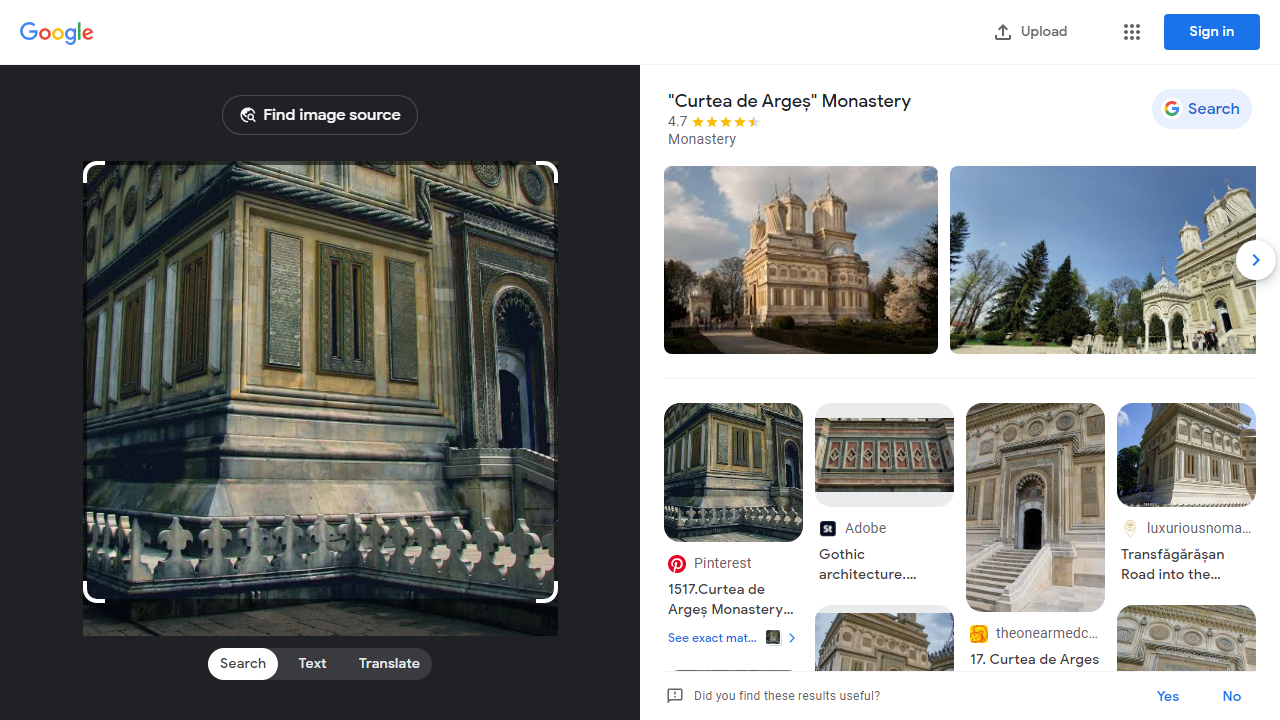 Google
Upload
Sign in
Find image source
"Curtea de Argeș" Monastery
4.7
Monastery
Search
Pinterest
1517.Curtea de
Argeș Monastery...
See exact mat...
Adobe
Gothic
architecture....
theonearmedc...
17. Curtea de Arges
luxuriousnoma...
Transfăgărășan
Road into the...
Search
Text
Translate
Did you find these results useful?
Yes
No